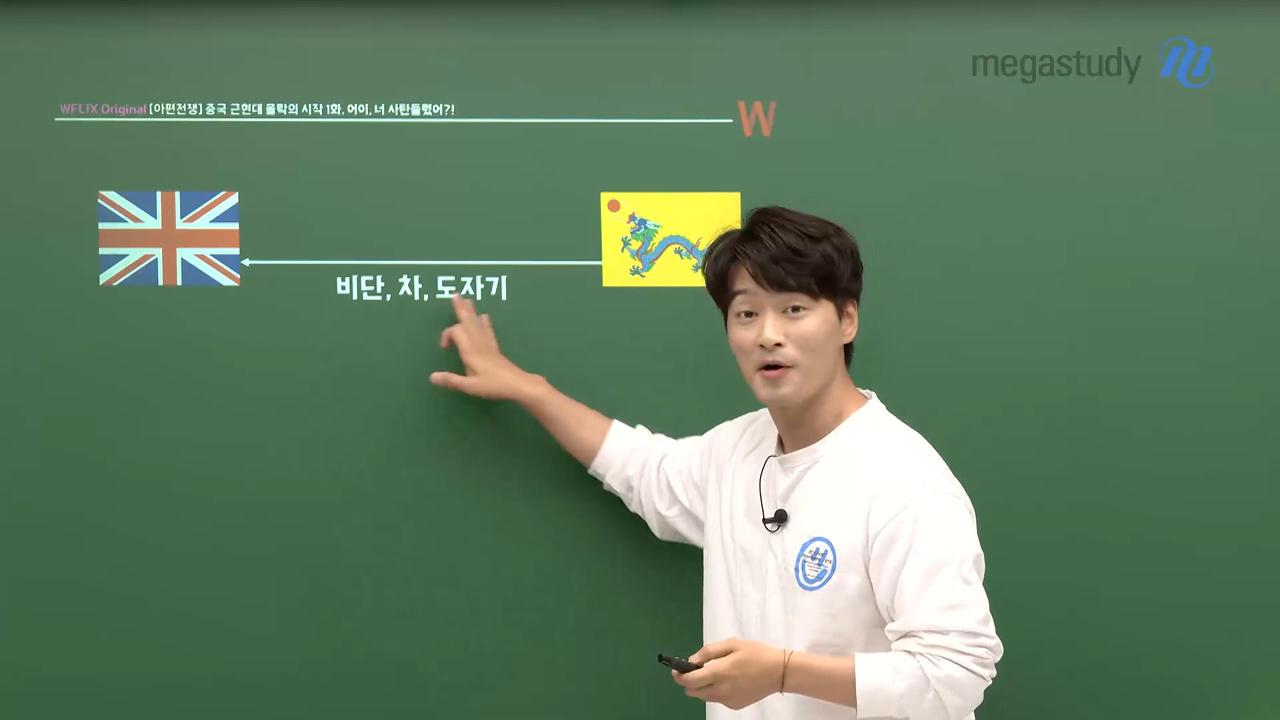 megastudy
WFLIX Original [아편전쟁] 중국 근현대 몰락의 시작 1화. 어이, 너 사탄들렸어?!
W
비단, 차, 도자기